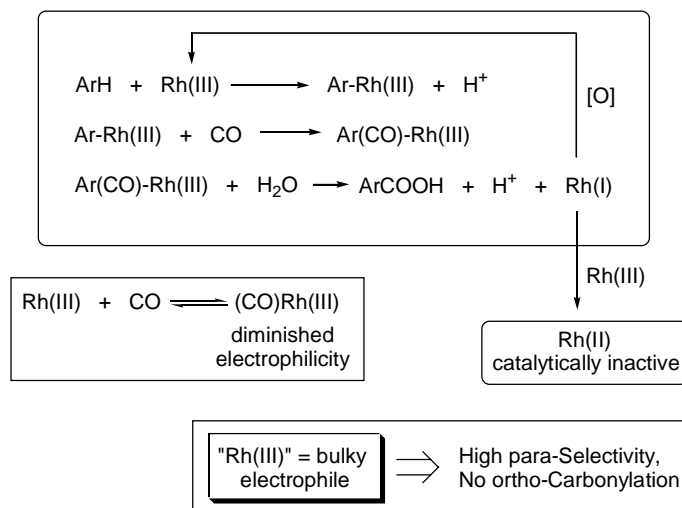 ArH + Rh(III) ⟶ Ar-Rh(III) + H⁺
[O]
Ar-Rh(III) + CO ⟶ Ar(CO)-Rh(III)
Ar(CO)-Rh(III) + H₂O ⟶ ArCOOH + H⁺ + Rh(I)
Rh(III)
Rh(III) + CO ⇌ (CO)Rh(III)
diminished
electrophilicity
Rh(II)
catalytically inactive
"Rh(III)" = bulky
electrophile
⇒ High para-Selectivity,
No ortho-Carbonylation